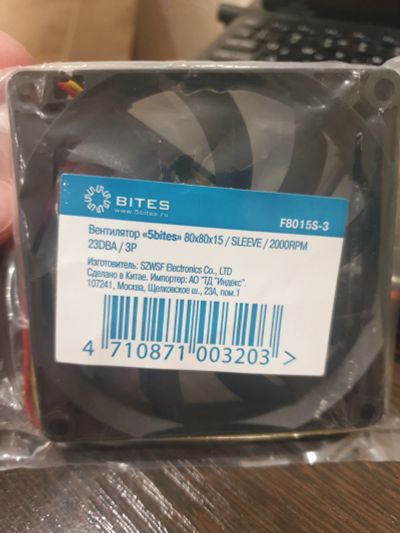 BITES
www.5bites.ru
F8015S-3
Вентилятор «5bites» 80x80x15 / SLEEVE / 2000RPM
23DBA / 3P
Изготовитель: SZWSF Electronics Co., LTD
Сделано в Китае. Импортер: АО "ТД "Индекс".
107241, Москва, Щелковское ш., 23А, пом.1
4 710871 003203 >